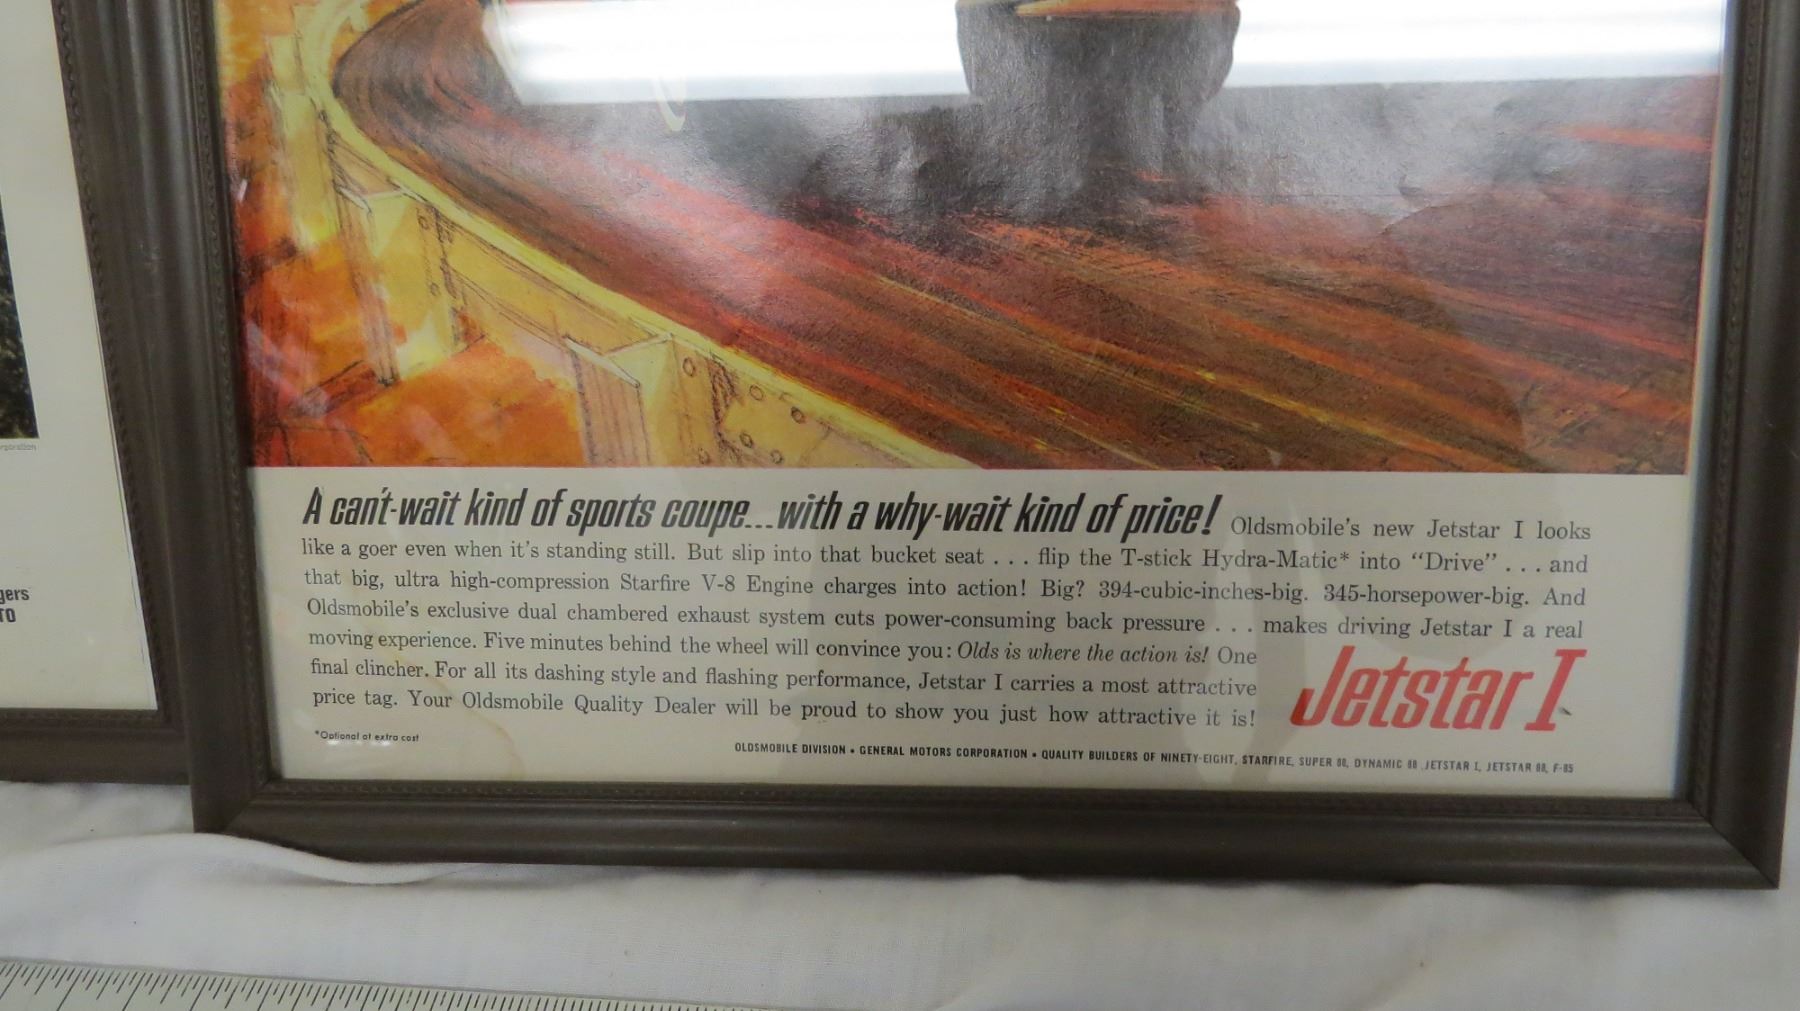 A can't-wait kind of sports coupe...with a why-wait kind of price! Oldsmobile's new Jetstar I looks
like a goer even when it's standing still. But slip into that bucket seat . . . flip the T-stick Hydra-Matic* into “Drive” . . . and
that big, ultra high-compression Starfire V-8 Engine charges into action! Big? 394-cubic-inches-big. 345-horsepower-big. And
Oldsmobile's exclusive dual chambered exhaust system cuts power-consuming back pressure . . . makes driving Jetstar I a real
moving experience. Five minutes behind the wheel will convince you: Olds is where the action is! One
final clincher. For all its dashing style and flashing performance, Jetstar I carries a most attractive
price tag. Your Oldsmobile Quality Dealer will be proud to show you just how attractive it is!
Jetstar I
*Optional at extra cost
OLDSMOBILE DIVISION • GENERAL MOTORS CORPORATION • QUALITY BUILDERS OF NINETY-EIGHT, STARFIRE, SUPER 88, DYNAMIC 88, JETSTAR I, JETSTAR 88, F-85